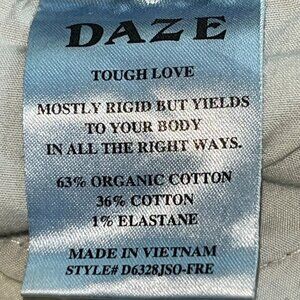 DAZE
TOUGH LOVE
MOSTLY RIGID BUT YIELDS
TO YOUR BODY
IN ALL THE RIGHT WAYS.
63% ORGANIC COTTON
36% COTTON
1% ELASTANE
MADE IN VIETNAM
STYLE# D6328JSO-FRE